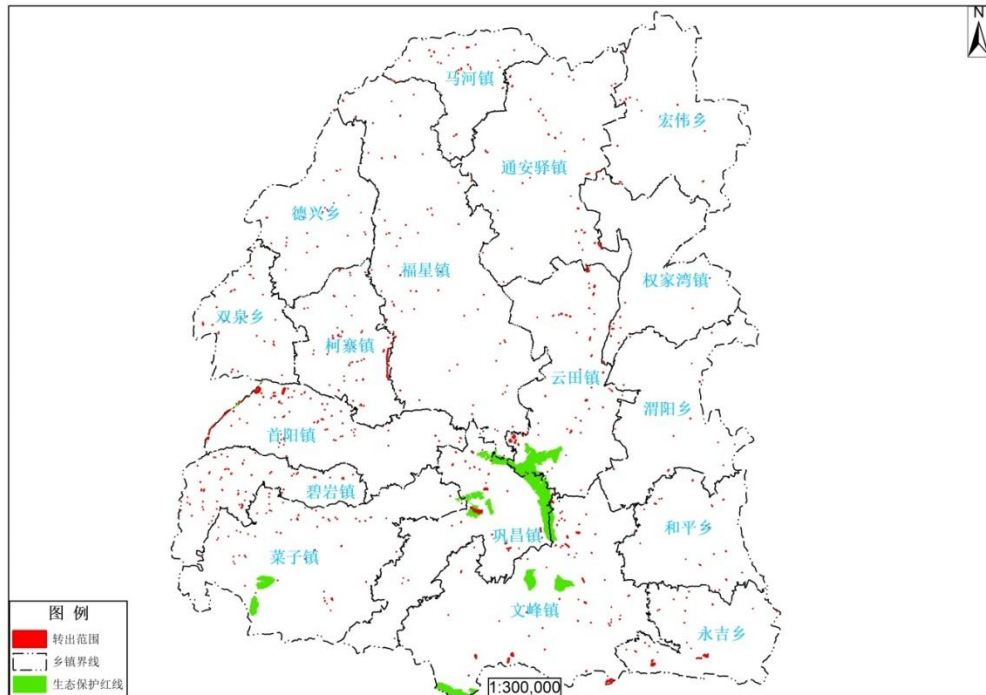 N
马河镇
宏伟乡
通安驿镇
德兴乡
福星镇
权家湾镇
双泉乡
柯寨镇
云田镇
渭阳乡
首阳镇
碧岩镇
和平乡
巩昌镇
菜子镇
文峰镇
永吉乡
图 例
转出范围
乡镇界线
生态保护红线
1:300,000